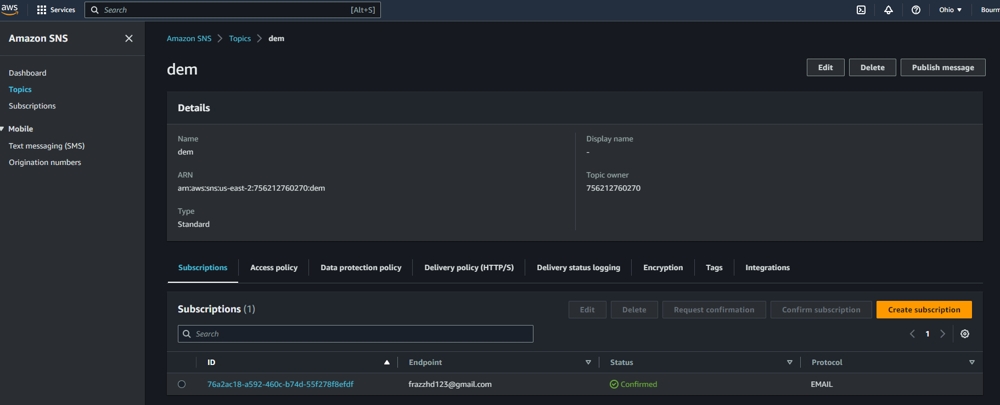 aws
Services
Search
[Alt+S]
Ohio
Bourm
Amazon SNS
Dashboard
Topics
Subscriptions
Mobile
Text messaging (SMS)
Origination numbers
Amazon SNS > Topics > dem
dem
Edit
Delete
Publish message
Details
Name
dem
ARN
arn:aws:sns:us-east-2:756212760270:dem
Type
Standard
Display name
-
Topic owner
756212760270
Subscriptions
Access policy
Data protection policy
Delivery policy (HTTP/S)
Delivery status logging
Encryption
Tags
Integrations
Subscriptions (1)
Edit
Delete
Request confirmation
Confirm subscription
Create subscription
Search
1
ID
Endpoint
Status
Protocol
76a2ac18-a592-460c-b74d-55f278f8efdf
frazzhd123@gmail.com
Confirmed
EMAIL